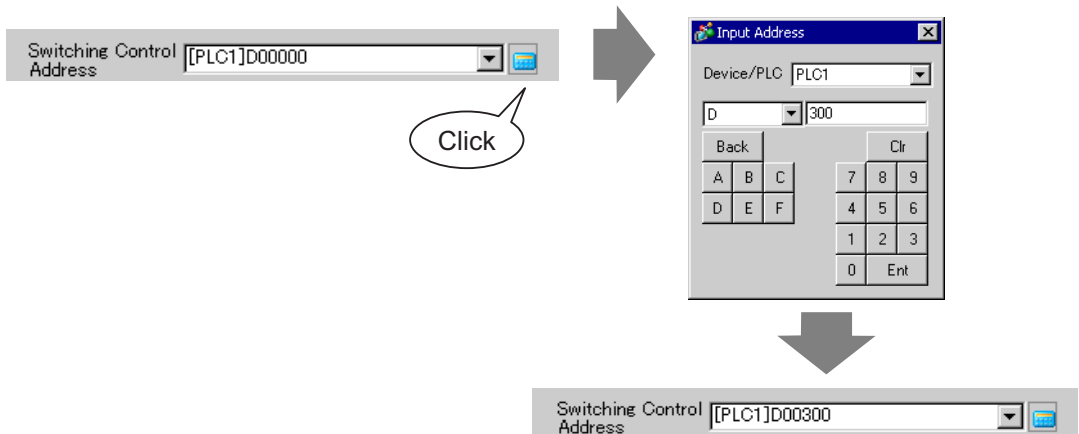 Switching Control
Address
[PLC1]D00000
Click
Input Address
Device/PLC PLC1
D 300
Back Clr
A B C 7 8 9
D E F 4 5 6
1 2 3
0 Ent
Switching Control
Address
[PLC1]D00300